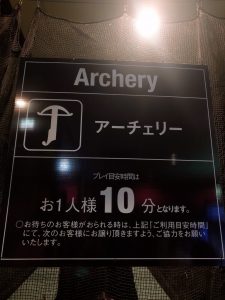 Archery
アーチェリー
プレイ目安時間は
お1人様10分となります。
○お待ちのお客様がおられる時は、上記『ご利用目安時間』
にて、次のお客様にお譲り頂きますよう、ご協力をお願い
いたします。